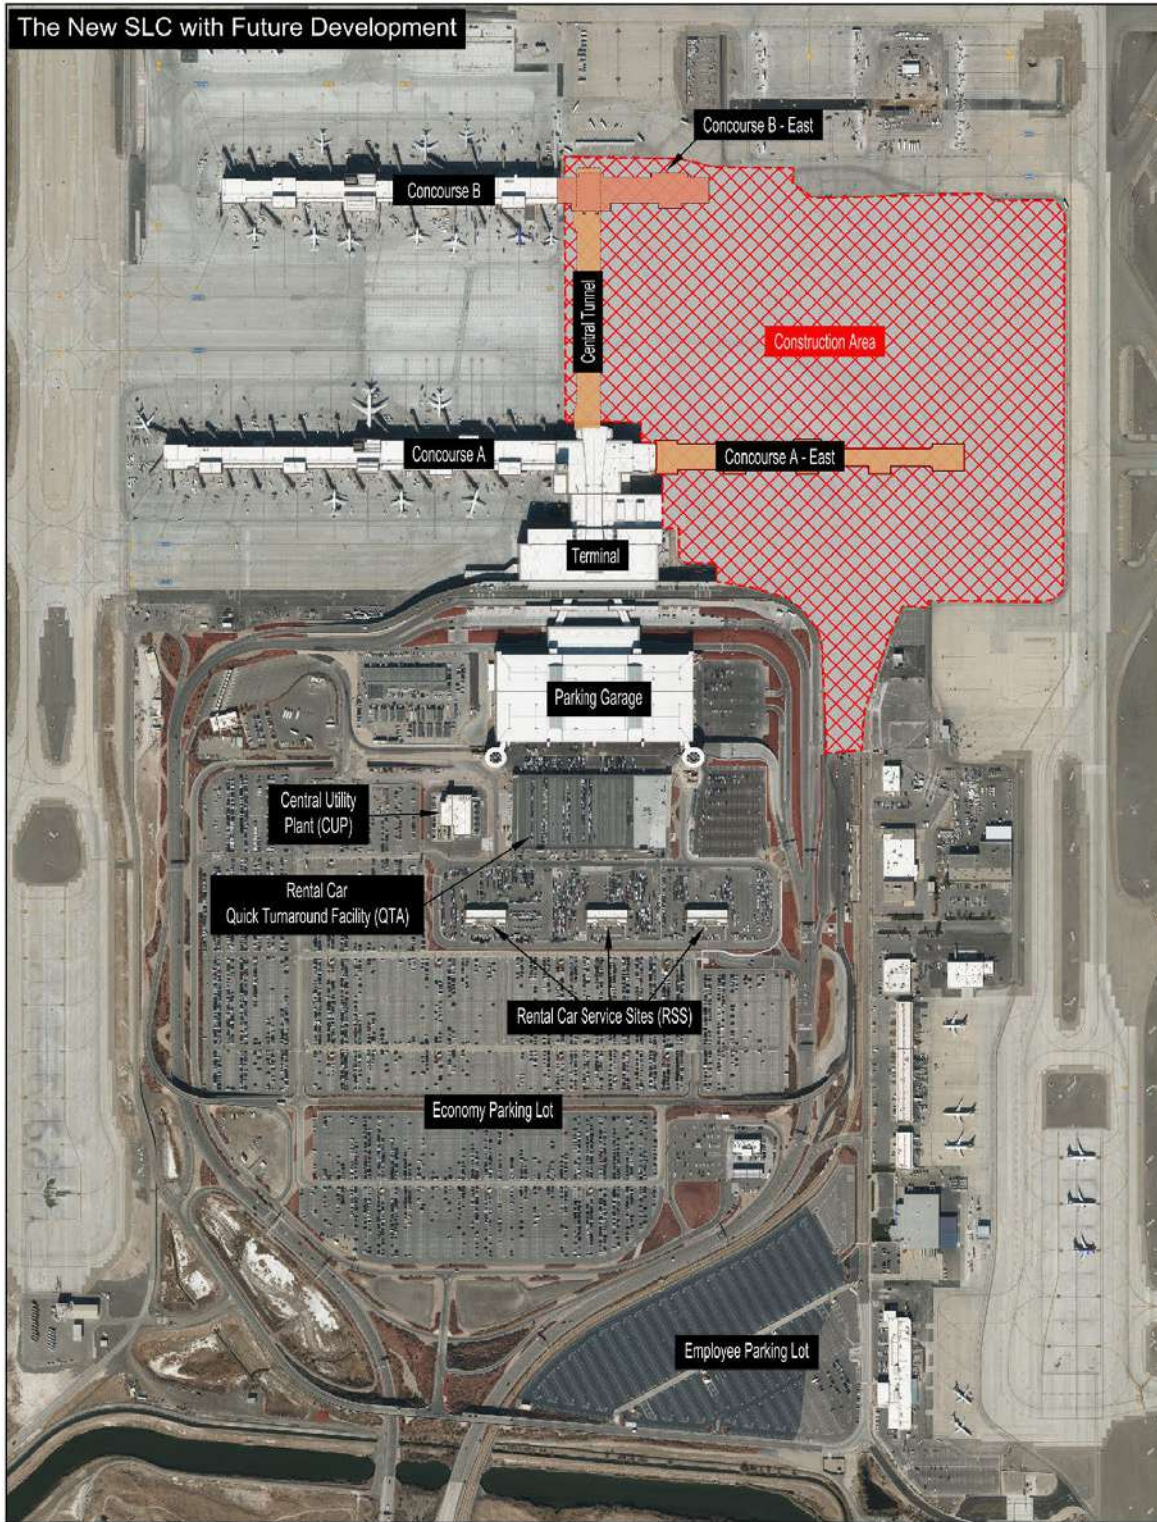 The New SLC with Future Development
Concourse B - East
Concourse B
Central Tunnel
Construction Area
Concourse A
Concourse A - East
Terminal
Parking Garage
Central Utility
Plant (CUP)
Rental Car
Quick Turnaround Facility (QTA)
Rental Car Service Sites (RSS)
Economy Parking Lot
Employee Parking Lot